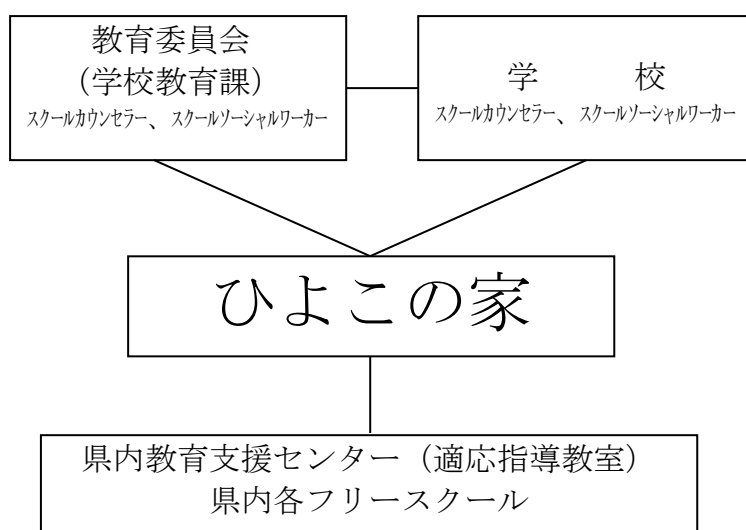 教育委員会
（学校教育課）
スクールカウンセラー、スクールソーシャルワーカー
学　　校
スクールカウンセラー、スクールソーシャルワーカー
ひよこの家
県内教育支援センター（適応指導教室）
県内各フリースクール